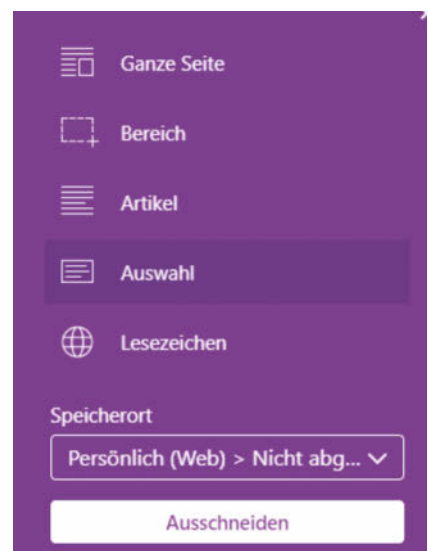 Ganze Seite
Bereich
Artikel
Auswahl
Lesezeichen
Speicherort
Persönlich (Web) > Nicht abg...
Ausschneiden